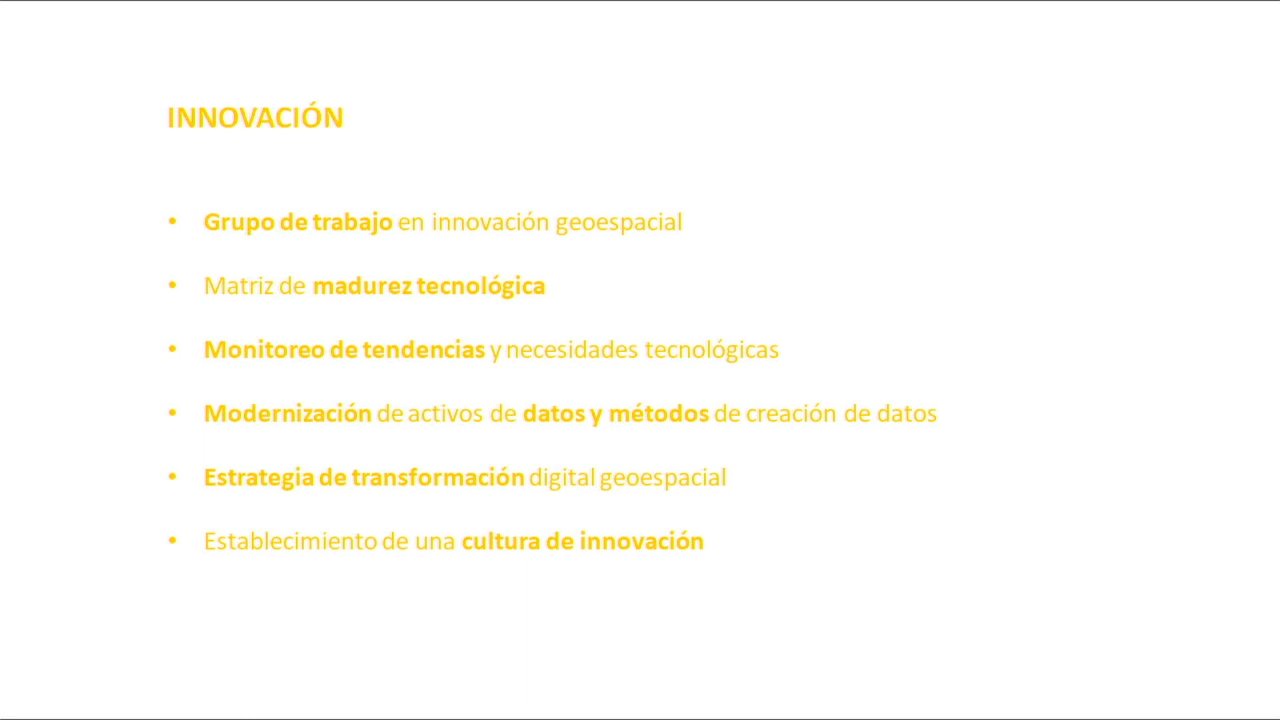 INNOVACIÓN
• Grupo de trabajo en innovación geoespacial
• Matriz de madurez tecnológica
• Monitoreo de tendencias y necesidades tecnológicas
• Modernización de activos de datos y métodos de creación de datos
• Estrategia de transformación digital geoespacial
• Establecimiento de una cultura de innovación